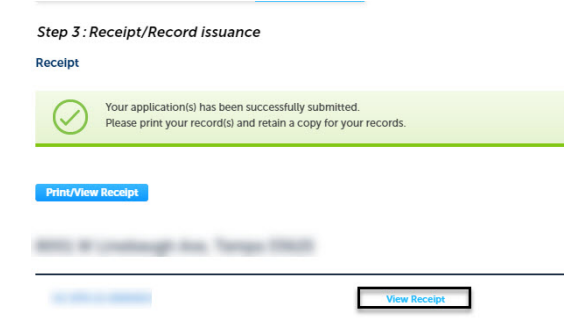 Step 3 : Receipt/Record issuance
Receipt
Your application(s) has been successfully submitted.
Please print your record(s) and retain a copy for your records.
Print/View Receipt
View Receipt